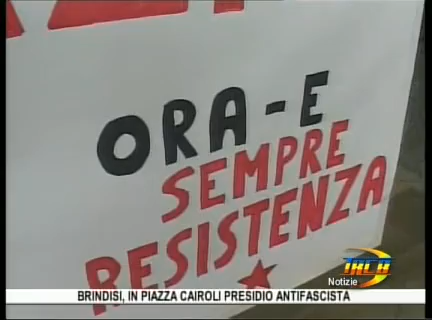 ORA-E
SEMPRE
RESISTENZA
TRCB
Notizie
BRINDISI, IN PIAZZA CAIROLI PRESIDIO ANTIFASCISTA